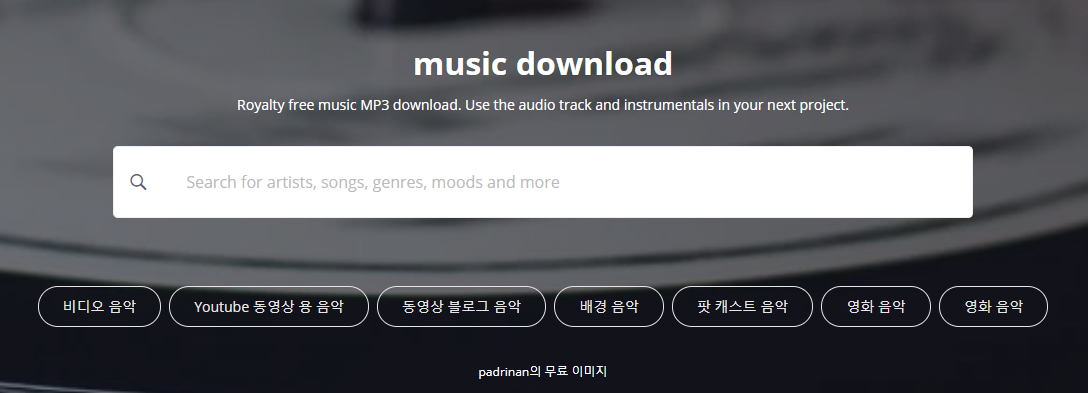 music download
Royalty free music MP3 download. Use the audio track and instrumentals in your next project.
Search for artists, songs, genres, moods and more
비디오 음악 Youtube 동영상 용 음악 동영상 블로그 음악 배경 음악 팟 캐스트 음악 영화 음악 영화 음악
padrinan의 무료 이미지